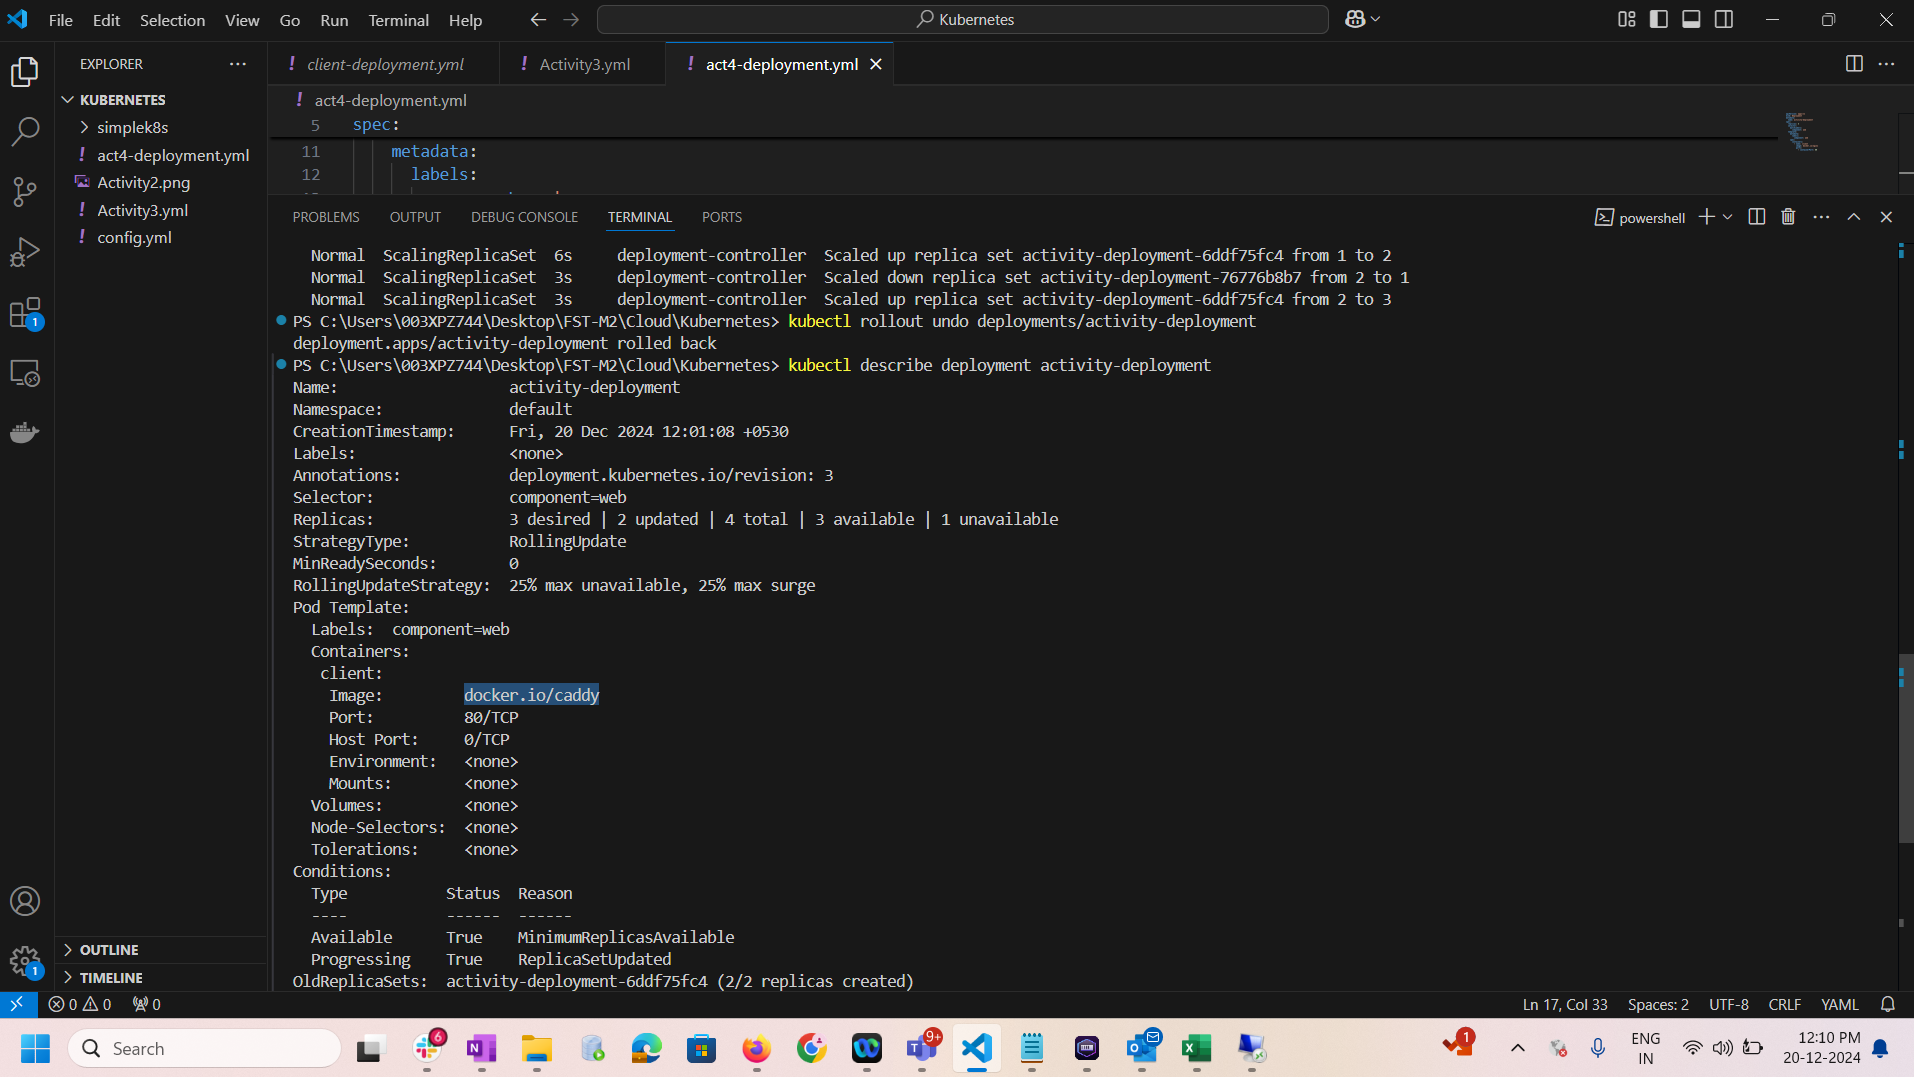 File Edit Selection View Go Run Terminal Help
Kubernetes
EXPLORER
KUBERNETES
simplek8s
act4-deployment.yml
Activity2.png
Activity3.yml
config.yml
OUTLINE
TIMELINE
client-deployment.yml
Activity3.yml
act4-deployment.yml
act4-deployment.yml
5 spec:
11 metadata:
12 labels:
PROBLEMS OUTPUT DEBUG CONSOLE TERMINAL PORTS
powershell
Normal ScalingReplicaSet 6s deployment-controller Scaled up replica set activity-deployment-6ddf75fc4 from 1 to 2
Normal ScalingReplicaSet 3s deployment-controller Scaled down replica set activity-deployment-76776b8b7 from 2 to 1
Normal ScalingReplicaSet 3s deployment-controller Scaled up replica set activity-deployment-6ddf75fc4 from 2 to 3
PS C:\Users\003XPZ744\Desktop\FST-M2\Cloud\Kubernetes> kubectl rollout undo deployments/activity-deployment
deployment.apps/activity-deployment rolled back
PS C:\Users\003XPZ744\Desktop\FST-M2\Cloud\Kubernetes> kubectl describe deployment activity-deployment
Name: activity-deployment
Namespace: default
CreationTimestamp: Fri, 20 Dec 2024 12:01:08 +0530
Labels: <none>
Annotations: deployment.kubernetes.io/revision: 3
Selector: component=web
Replicas: 3 desired | 2 updated | 4 total | 3 available | 1 unavailable
StrategyType: RollingUpdate
MinReadySeconds: 0
RollingUpdateStrategy: 25% max unavailable, 25% max surge
Pod Template:
Labels: component=web
Containers:
client:
Image: docker.io/caddy
Port: 80/TCP
Host Port: 0/TCP
Environment: <none>
Mounts: <none>
Volumes: <none>
Node-Selectors: <none>
Tolerations: <none>
Conditions:
Type Status Reason
---- ------ ------
Available True MinimumReplicasAvailable
Progressing True ReplicaSetUpdated
OldReplicaSets: activity-deployment-6ddf75fc4 (2/2 replicas created)
0 0 0
Ln 17, Col 33 Spaces: 2 UTF-8 CRLF YAML
Search
6
9+
1
ENG
IN
12:10 PM
20-12-2024